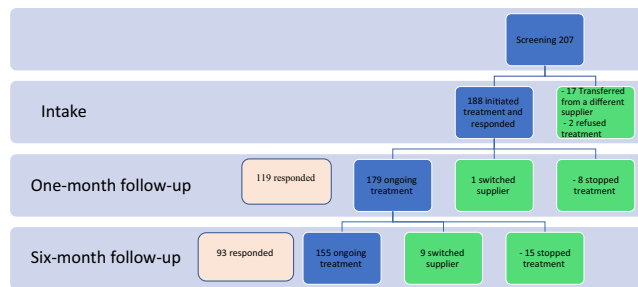 Screening 207
Intake
188 initiated
treatment and
responded
- 17 Transferred
from a different
supplier
- 2 refused
treatment
One-month follow-up
119 responded
179 ongoing
treatment
1 switched
supplier
- 8 stopped
treatment
Six-month follow-up
93 responded
155 ongoing
treatment
9 switched
supplier
- 15 stopped
treatment